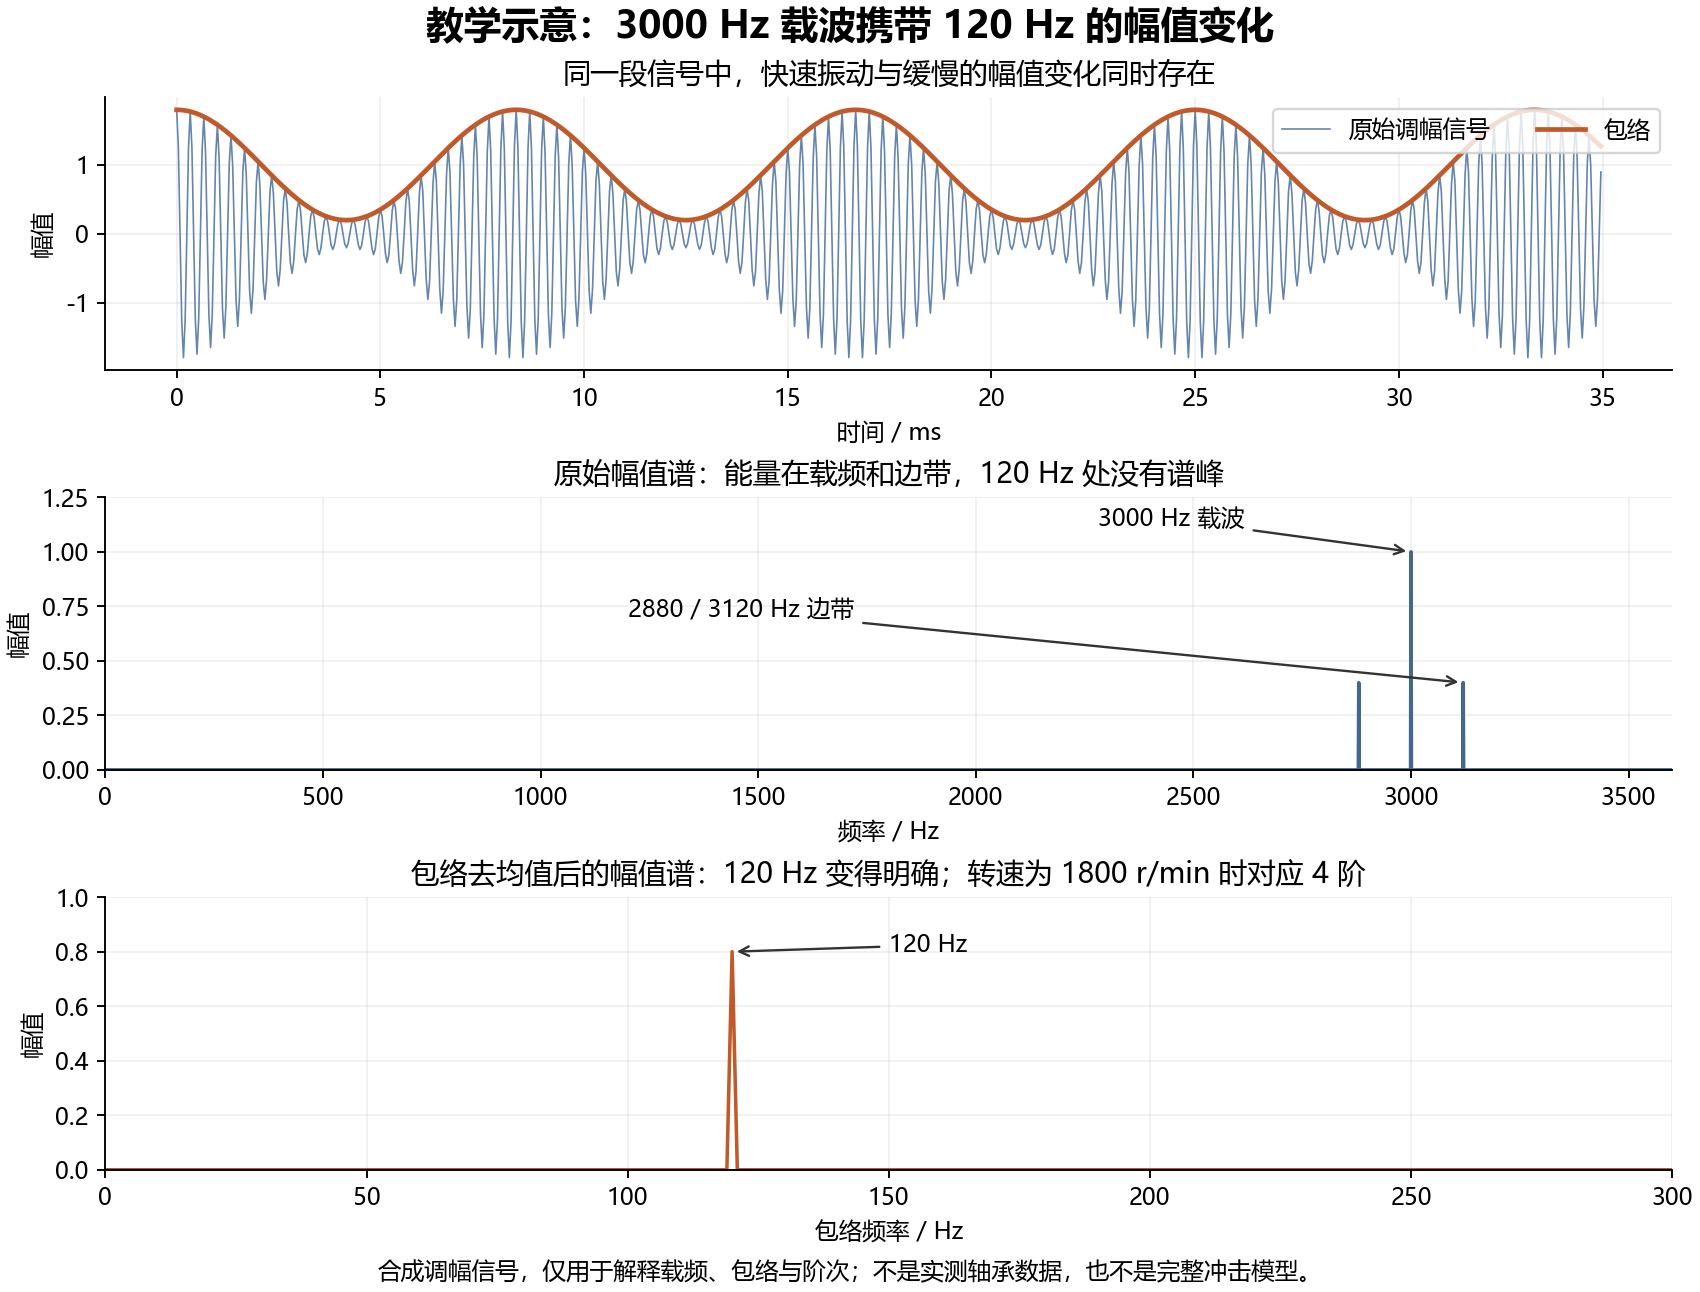 教学示意：3000 Hz 载波携带 120 Hz 的幅值变化
同一段信号中，快速振动与缓慢的幅值变化同时存在
原始调幅信号
包络
幅值
1
0
-1
0 5 10 15 20 25 30 35
时间 / ms
原始幅值谱：能量在载频和边带，120 Hz 处没有谱峰
3000 Hz 载波
2880 / 3120 Hz 边带
幅值
1.25
1.00
0.75
0.50
0.25
0.00
0 500 1000 1500 2000 2500 3000 3500
频率 / Hz
包络去均值后的幅值谱：120 Hz 变得明确；转速为 1800 r/min 时对应 4 阶
120 Hz
幅值
1.0
0.8
0.6
0.4
0.2
0.0
0 50 100 150 200 250 300
包络频率 / Hz
合成调幅信号，仅用于解释载频、包络与阶次；不是实测轴承数据，也不是完整冲击模型。